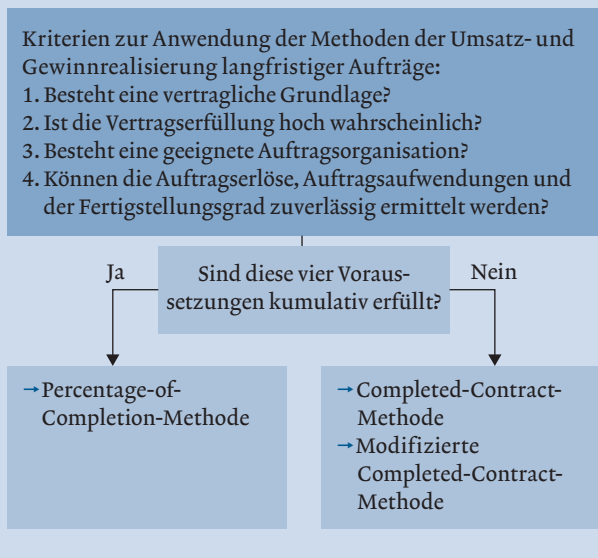 Kriterien zur Anwendung der Methoden der Umsatz- und
Gewinnrealisierung langfristiger Aufträge:
1. Besteht eine vertragliche Grundlage?
2. Ist die Vertragserfüllung hoch wahrscheinlich?
3. Besteht eine geeignete Auftragsorganisation?
4. Können die Auftragserlöse, Auftragsaufwendungen und
der Fertigstellungsgrad zuverlässig ermittelt werden?
Ja
Sind diese vier Voraus-
setzungen kumulativ erfüllt?
Nein
→Percentage-of-
Completion-Methode
→Completed-Contract-
Methode
→Modifizierte
Completed-Contract-
Methode